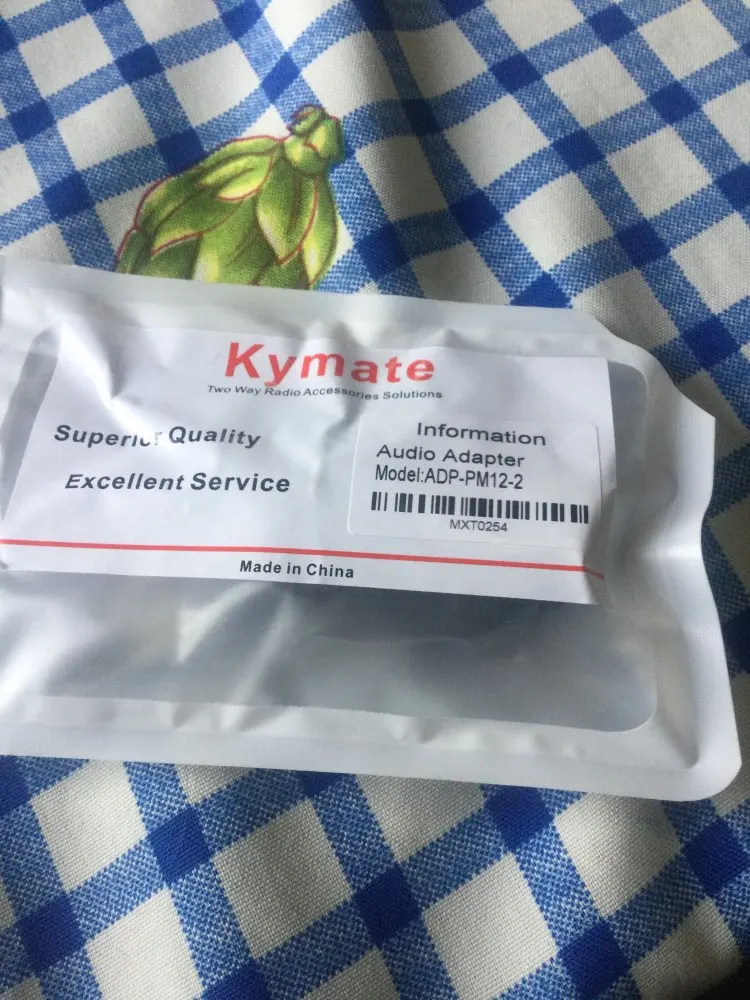 Kymate
Two Way Radio Accessories Solutions
Superior Quality
Excellent Service
Information
Audio Adapter
Model:ADP-PM12-2
MXT0254
Made in China